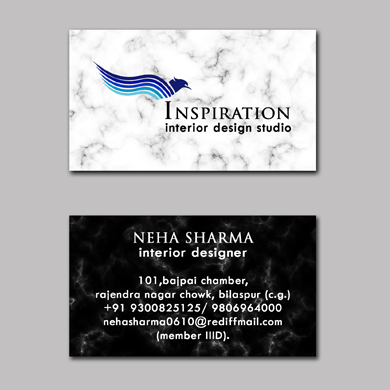 INSPIRATION
interior design studio
NEHA SHARMA
interior designer
101,bajpai chamber,
rajendra nagar chowk, bilaspur (c.g.)
+91 9300825125/ 9806964000
nehasharma0610@rediffmail.com
(member IIID).